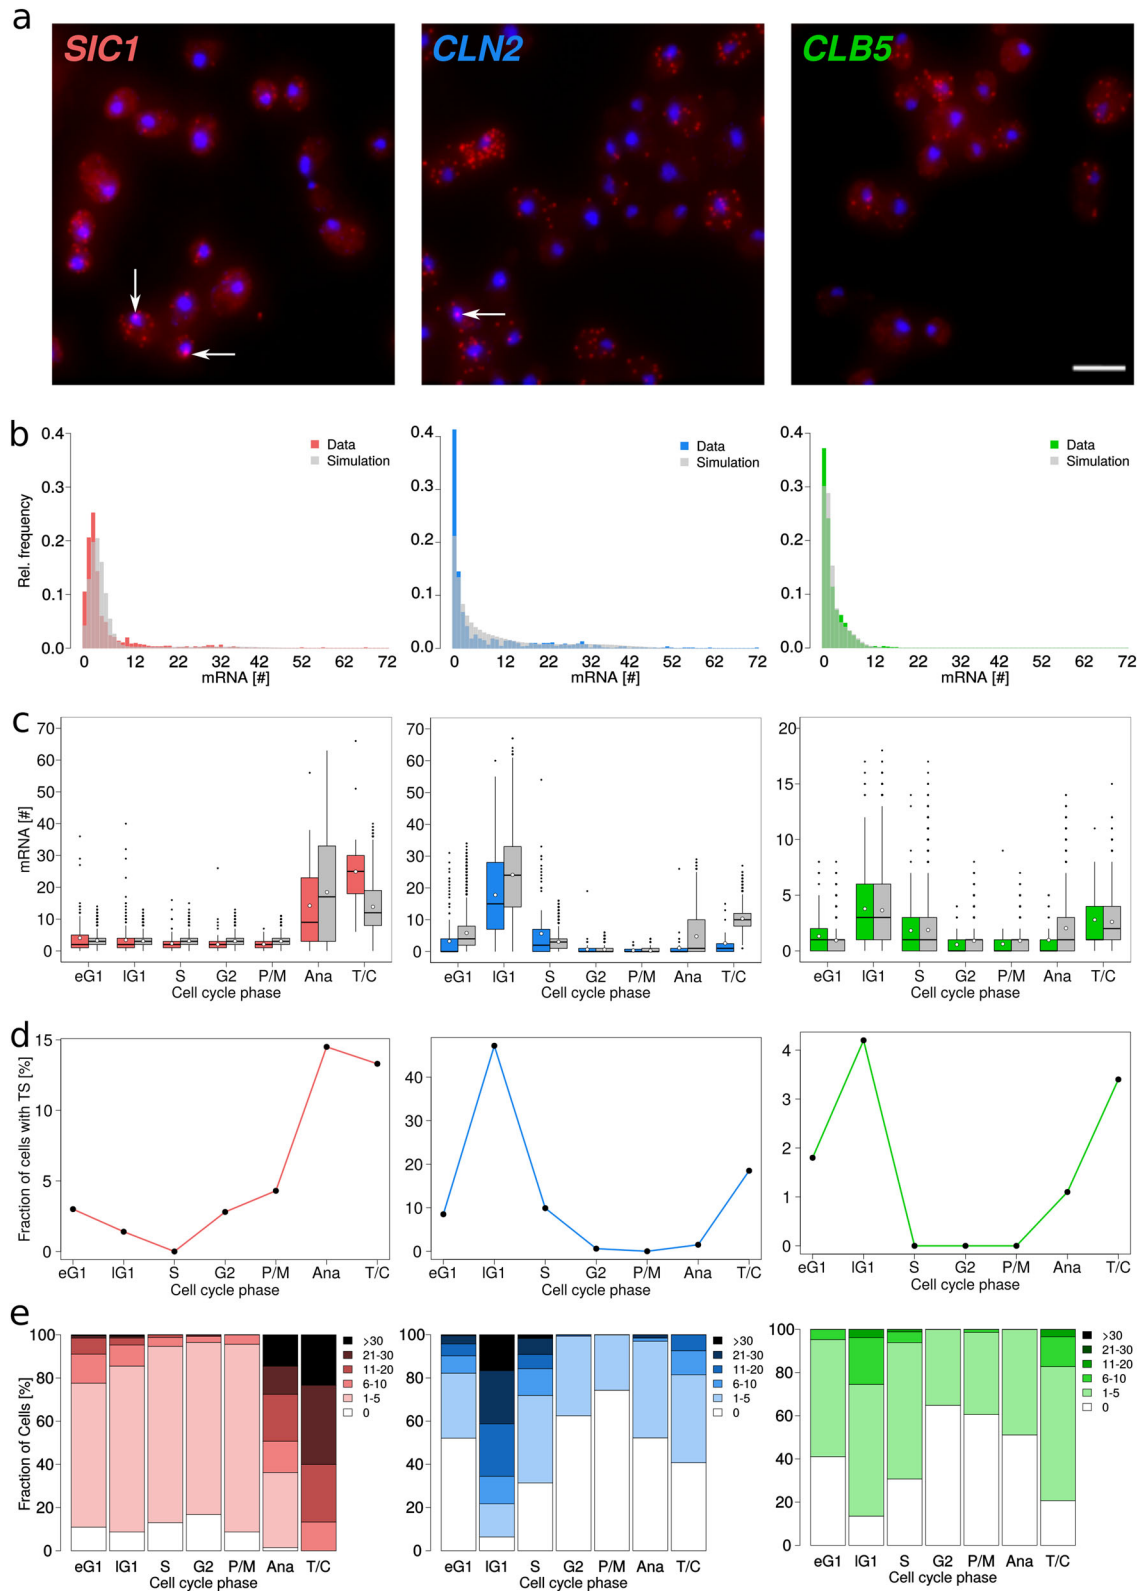 a
SIC1
CLN2
CLB5
b
0.4
0.3
0.2
0.1
0.0
Rel. frequency
Data
Simulation
0 12 22 32 42 52 62 72
mRNA [#]
0.4
0.3
0.2
0.1
0.0
Data
Simulation
0 12 22 32 42 52 62 72
mRNA [#]
0.4
0.3
0.2
0.1
0.0
Data
Simulation
0 12 22 32 42 52 62 72
mRNA [#]
c
70
60
50
40
30
20
10
0
mRNA [#]
eG1 lG1 S G2 P/M Ana T/C
Cell cycle phase
70
60
50
40
30
20
10
0
eG1 lG1 S G2 P/M Ana T/C
Cell cycle phase
20
15
10
5
0
eG1 lG1 S G2 P/M Ana T/C
Cell cycle phase
d
15
10
5
0
Fraction of cells with TS [%]
eG1 lG1 S G2 P/M Ana T/C
Cell cycle phase
40
30
20
10
0
eG1 lG1 S G2 P/M Ana T/C
Cell cycle phase
4
3
2
1
0
eG1 lG1 S G2 P/M Ana T/C
Cell cycle phase
e
100
80
60
40
20
0
Fraction of Cells [%]
>30
21-30
11-20
6-10
1-5
0
eG1 lG1 S G2 P/M Ana T/C
Cell cycle phase
100
80
60
40
20
0
>30
21-30
11-20
6-10
1-5
0
eG1 lG1 S G2 P/M Ana T/C
Cell cycle phase
100
80
60
40
20
0
>30
21-30
11-20
6-10
1-5
0
eG1 lG1 S G2 P/M Ana T/C
Cell cycle phase